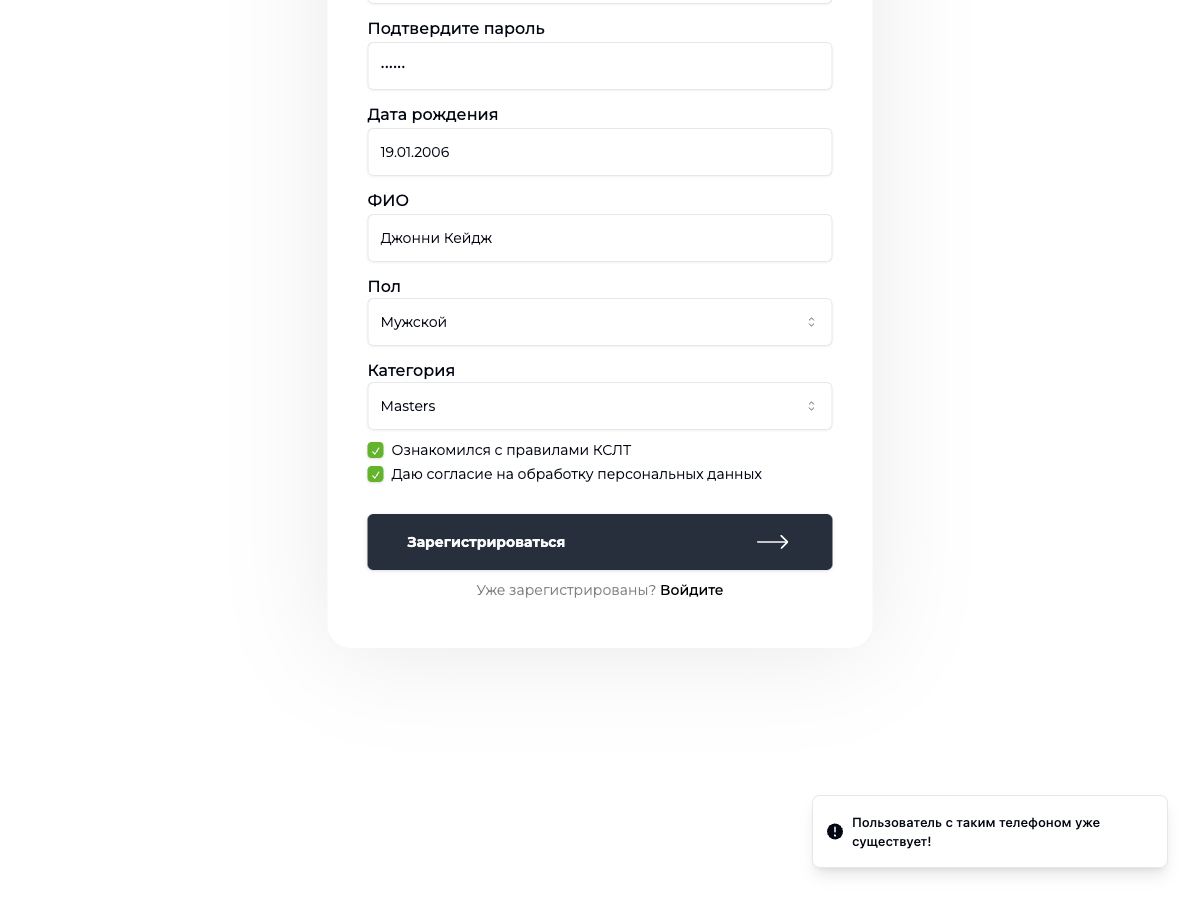 Подтвердите пароль
••••••
Дата рождения
19.01.2006
ФИО
Джонни Кейдж
Пол
Мужской
Категория
Masters
Ознакомился с правилами КСЛТ
Даю согласие на обработку персональных данных
Зарегистрироваться
Уже зарегистрированы? Войдите
Пользователь с таким телефоном уже
существует!